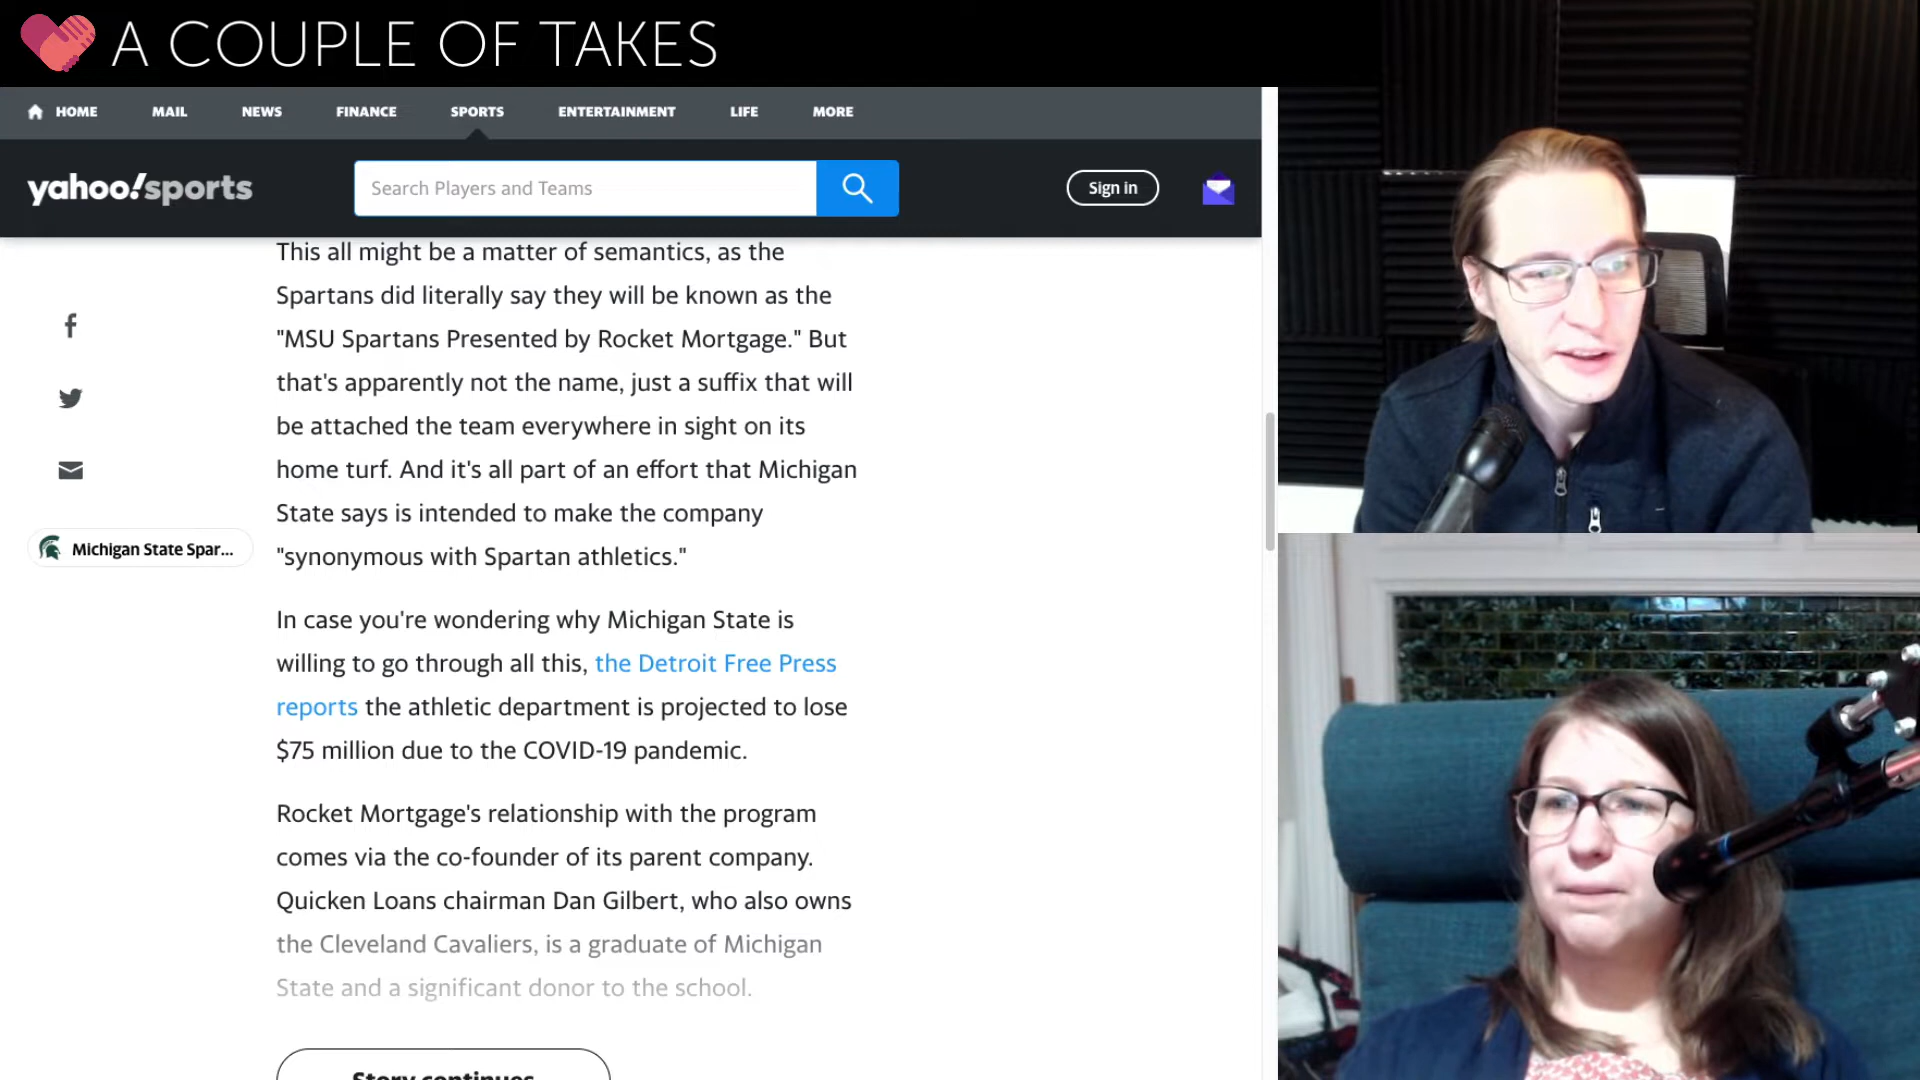 A COUPLE OF TAKES
HOME MAIL NEWS FINANCE SPORTS ENTERTAINMENT LIFE MORE
yahoo!sports
Search Players and Teams
Sign in
This all might be a matter of semantics, as the
Spartans did literally say they will be known as the
"MSU Spartans Presented by Rocket Mortgage." But
that's apparently not the name, just a suffix that will
be attached the team everywhere in sight on its
home turf. And it's all part of an effort that Michigan
State says is intended to make the company
"synonymous with Spartan athletics."
Michigan State Spar...
In case you're wondering why Michigan State is
willing to go through all this, the Detroit Free Press
reports the athletic department is projected to lose
$75 million due to the COVID-19 pandemic.
Rocket Mortgage's relationship with the program
comes via the co-founder of its parent company.
Quicken Loans chairman Dan Gilbert, who also owns
the Cleveland Cavaliers, is a graduate of Michigan
State and a significant donor to the school.
Story continues